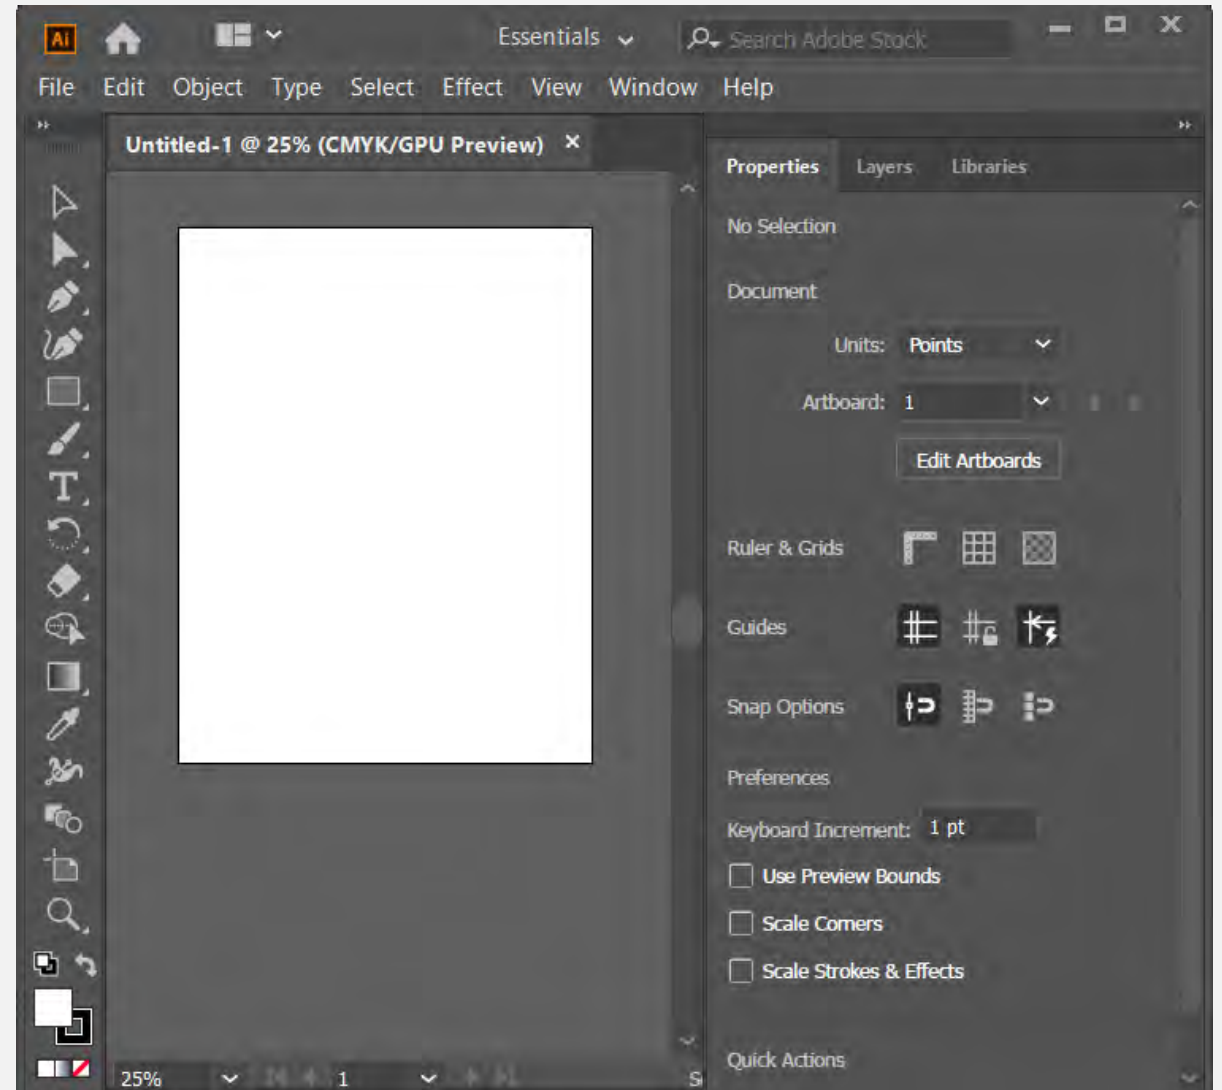 Ai
Essentials
Search Adobe Stock
File Edit Object Type Select Effect View Window Help
Untitled-1 @ 25% (CMYK/GPU Preview) ×
Properties Layers Libraries
No Selection
Document
Units: Points
Artboard: 1
Edit Artboards
Ruler & Grids
Guides
Snap Options
Preferences
Keyboard Increment: 1 pt
Use Preview Bounds
Scale Corners
Scale Strokes & Effects
Quick Actions
25% 1